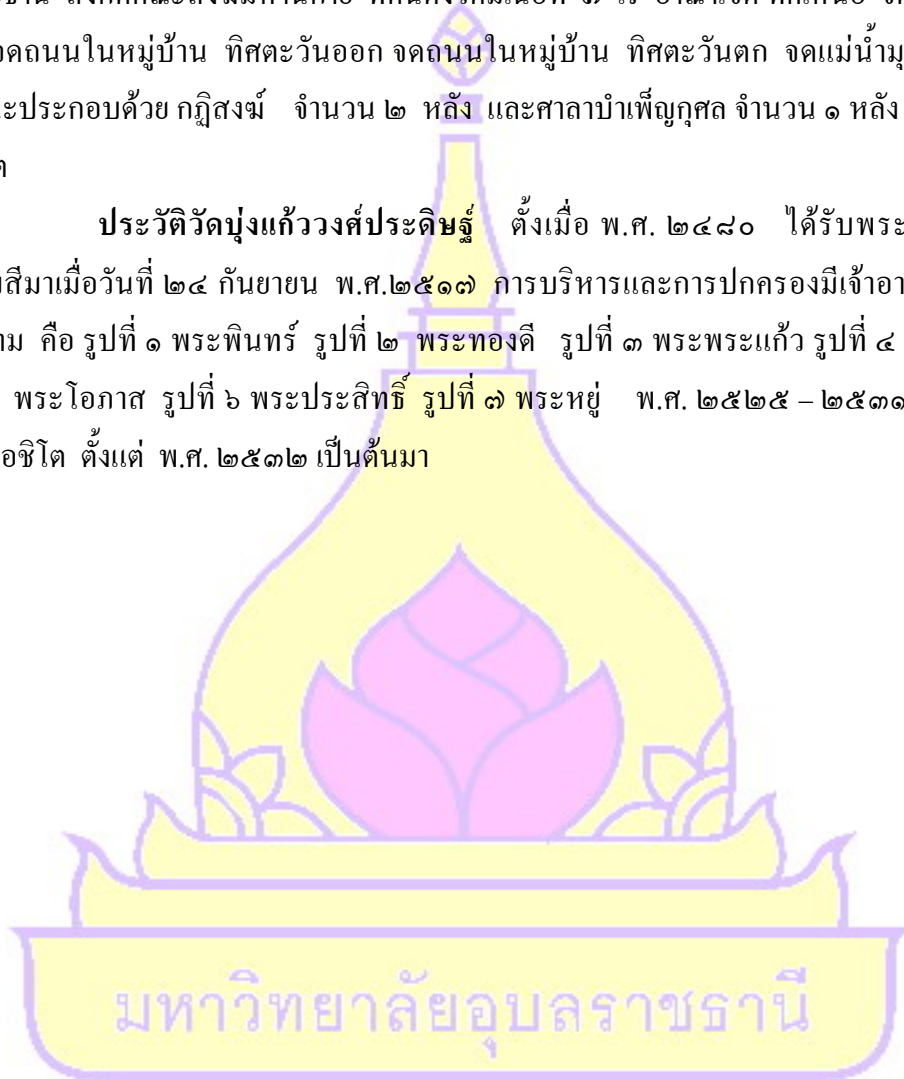 จดถนนในหมู่บ้าน ทิศตะวันออก จดถนนในหมู่บ้าน ทิศตะวันตก จดแม่น้ำมู
ะประกอบด้วย กุฏิสงฆ์ จำนวน ๒ หลัง และศาลาบำเพ็ญกุศล จำนวน ๑ หลัง
ประวัติวัดบุ่งแก้ววงศ์ประดิษฐ์ ตั้งเมื่อ พ.ศ. ๒๔๘๐ ได้รับพระ
งสีมาเมื่อวันที่ ๒๔ กันยายน พ.ศ.๒๕๑๗ การบริหารและการปกครองมีเจ้าอา
าม คือ รูปที่ ๑ พระพินทร์ รูปที่ ๒ พระทองดี รูปที่ ๓ พระพระแก้ว รูปที่ ๔
พระโอภาส รูปที่ ๖ พระประสิทธิ์ รูปที่ ๗ พระหยู่ พ.ศ. ๒๕๒๕ – ๒๕๓๑
อชิโต ตั้งแต่ พ.ศ. ๒๕๓๒ เป็นต้นมา
มหาวิทยาลัยอุบลราชธานี